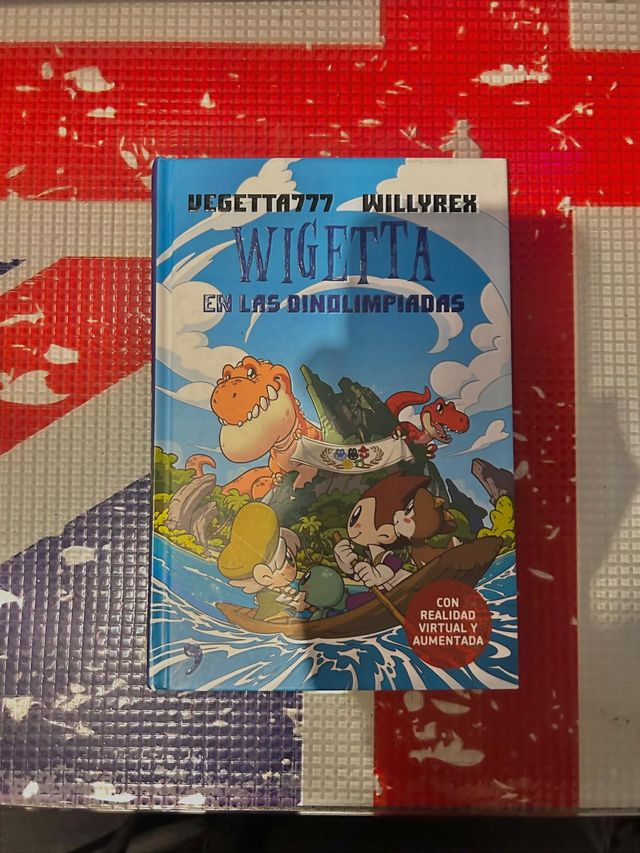 VEGETTA777 WILLYREX
WIGETTA
EN LAS DINOLIMPIADAS
CON
REALIDAD
VIRTUAL Y
AUMENTADA